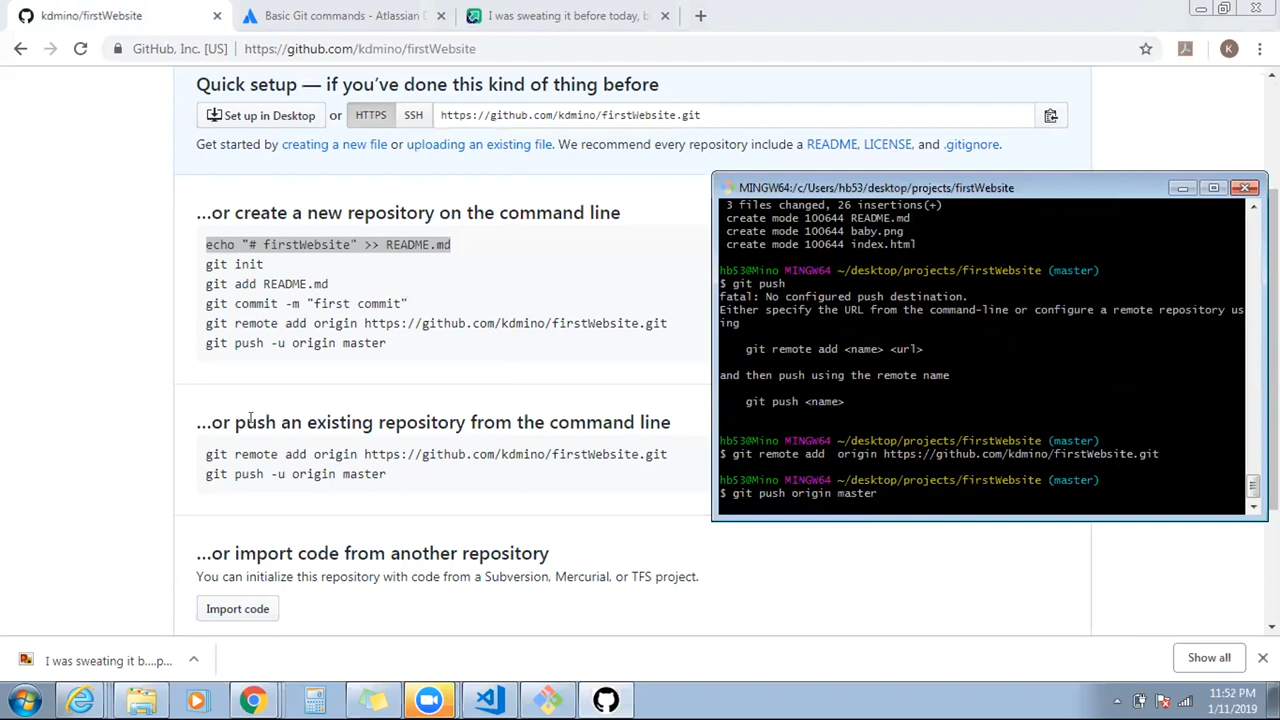 kdmino/firstWebsite
Basic Git commands - Atlassian D
I was sweating it before today, b
GitHub, Inc. [US]
https://github.com/kdmino/firstWebsite
K
Quick setup — if you've done this kind of thing before
Set up in Desktop
or
HTTPS
SSH
https://github.com/kdmino/firstWebsite.git
Get started by creating a new file or uploading an existing file. We recommend every repository include a README, LICENSE, and .gitignore.
...or create a new repository on the command line
echo "# firstWebsite" >> README.md
git init
git add README.md
git commit -m "first commit"
git remote add origin https://github.com/kdmino/firstWebsite.git
git push -u origin master
...or push an existing repository from the command line
git remote add origin https://github.com/kdmino/firstWebsite.git
git push -u origin master
...or import code from another repository
You can initialize this repository with code from a Subversion, Mercurial, or TFS project.
Import code
MINGW64:/c/Users/hb53/desktop/projects/firstWebsite
3 files changed, 26 insertions(+)
create mode 100644 README.md
create mode 100644 baby.png
create mode 100644 index.html
hb53@Mino MINGW64 ~/desktop/projects/firstWebsite (master)
$ git push
fatal: No configured push destination.
Either specify the URL from the command-line or configure a remote repository us
ing
git remote add <name> <url>
and then push using the remote name
git push <name>
hb53@Mino MINGW64 ~/desktop/projects/firstWebsite (master)
$ git remote add  origin https://github.com/kdmino/firstWebsite.git
hb53@Mino MINGW64 ~/desktop/projects/firstWebsite (master)
$ git push origin master
I was sweating it b....p...
Show all
11:52 PM
1/11/2019